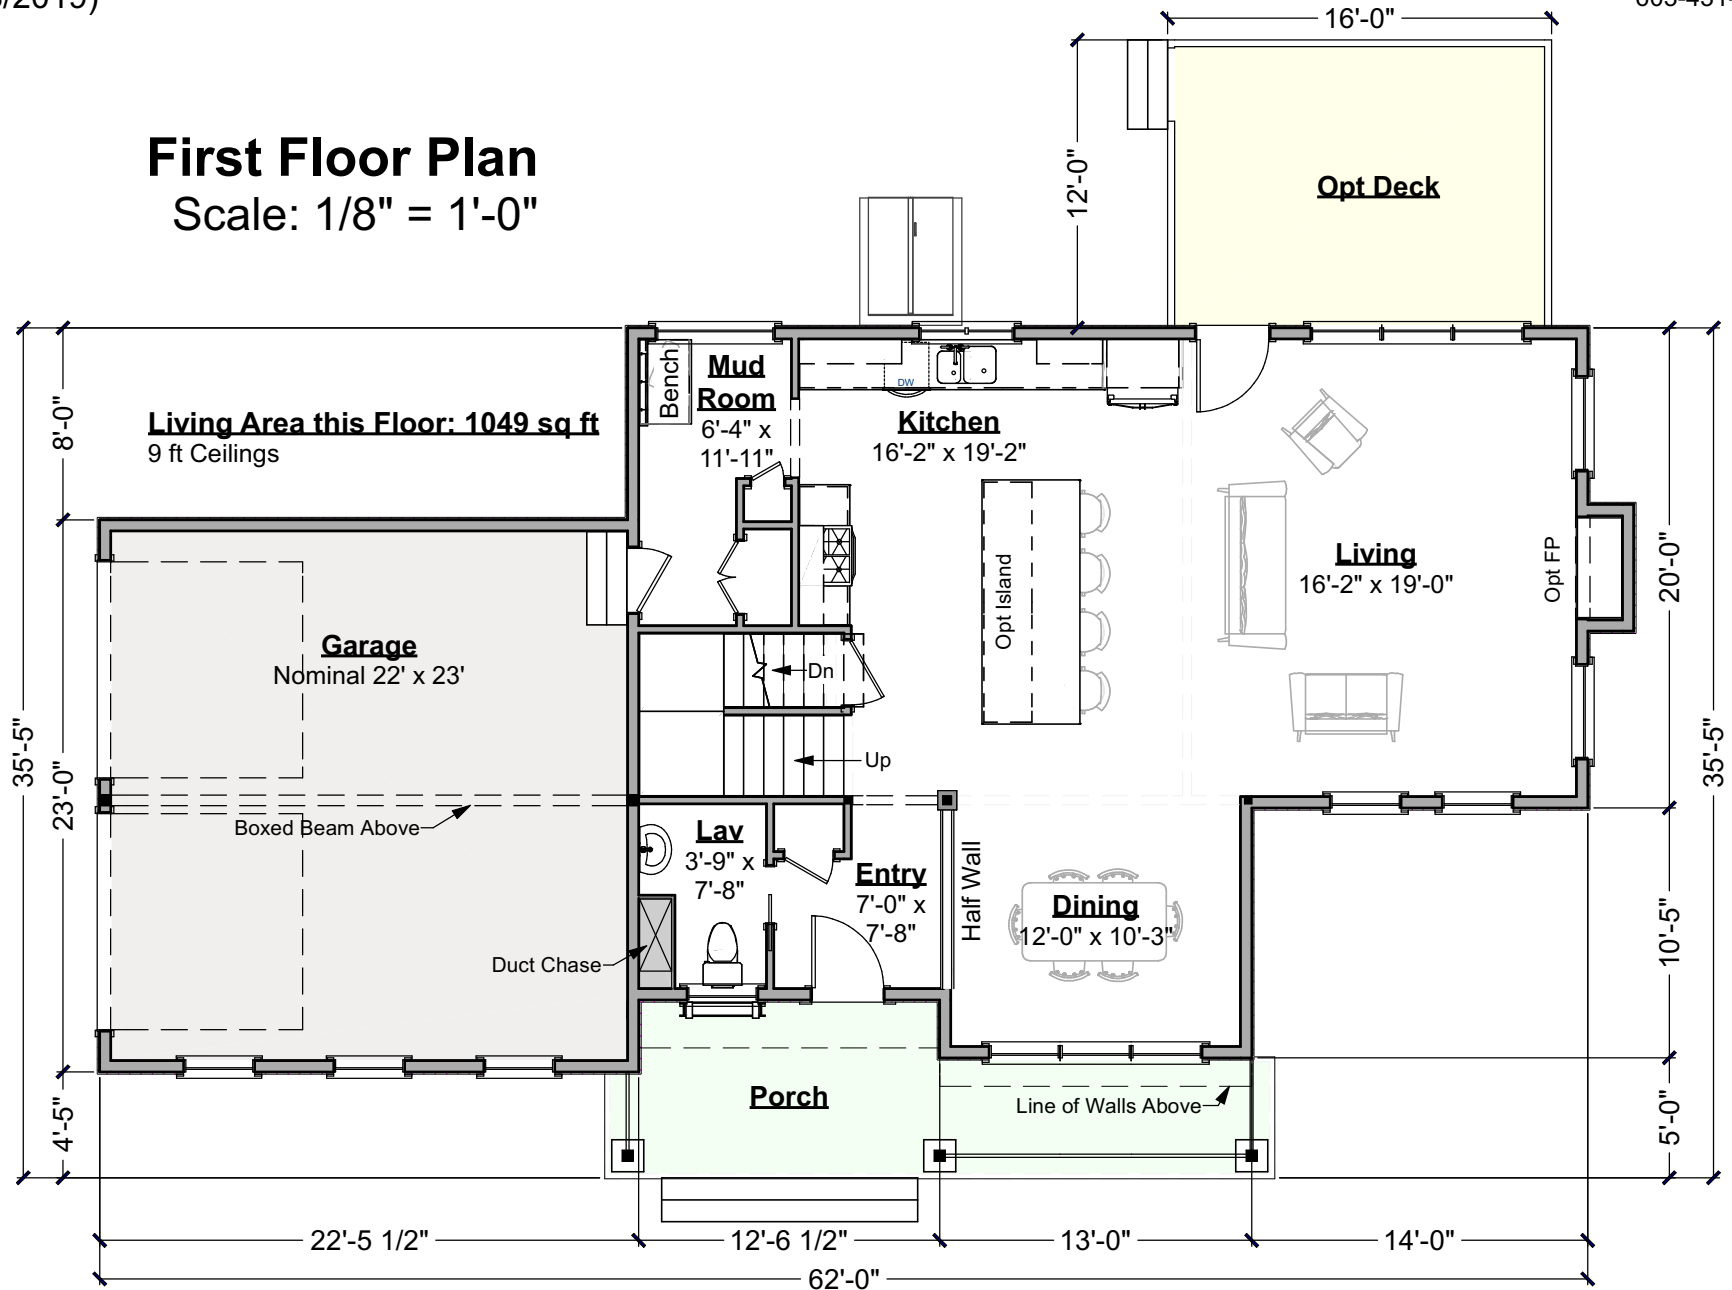 16'-0"
12'-0"
First Floor Plan
Scale: 1/8" = 1'-0"
Opt Deck
Bench
Mud
Room
6'-4" x
11'-11"
DW
Kitchen
16'-2" x 19'-2"
Living Area this Floor: 1049 sq ft
9 ft Ceilings
8'-0"
Living
16'-2" x 19'-0"
Opt FP
Opt Island
20'-0"
Garage
Nominal 22' x 23'
Dn
Up
35'-5"
23'-0"
35'-5"
Boxed Beam Above
Lav
3'-9" x
7'-8"
Entry
7'-0" x
7'-8"
Half Wall
Dining
12'-0" x 10'-3"
10'-5"
Duct Chase
Porch
Line of Walls Above
4'-5"
5'-0"
22'-5 1/2"
12'-6 1/2"
13'-0"
14'-0"
62'-0"